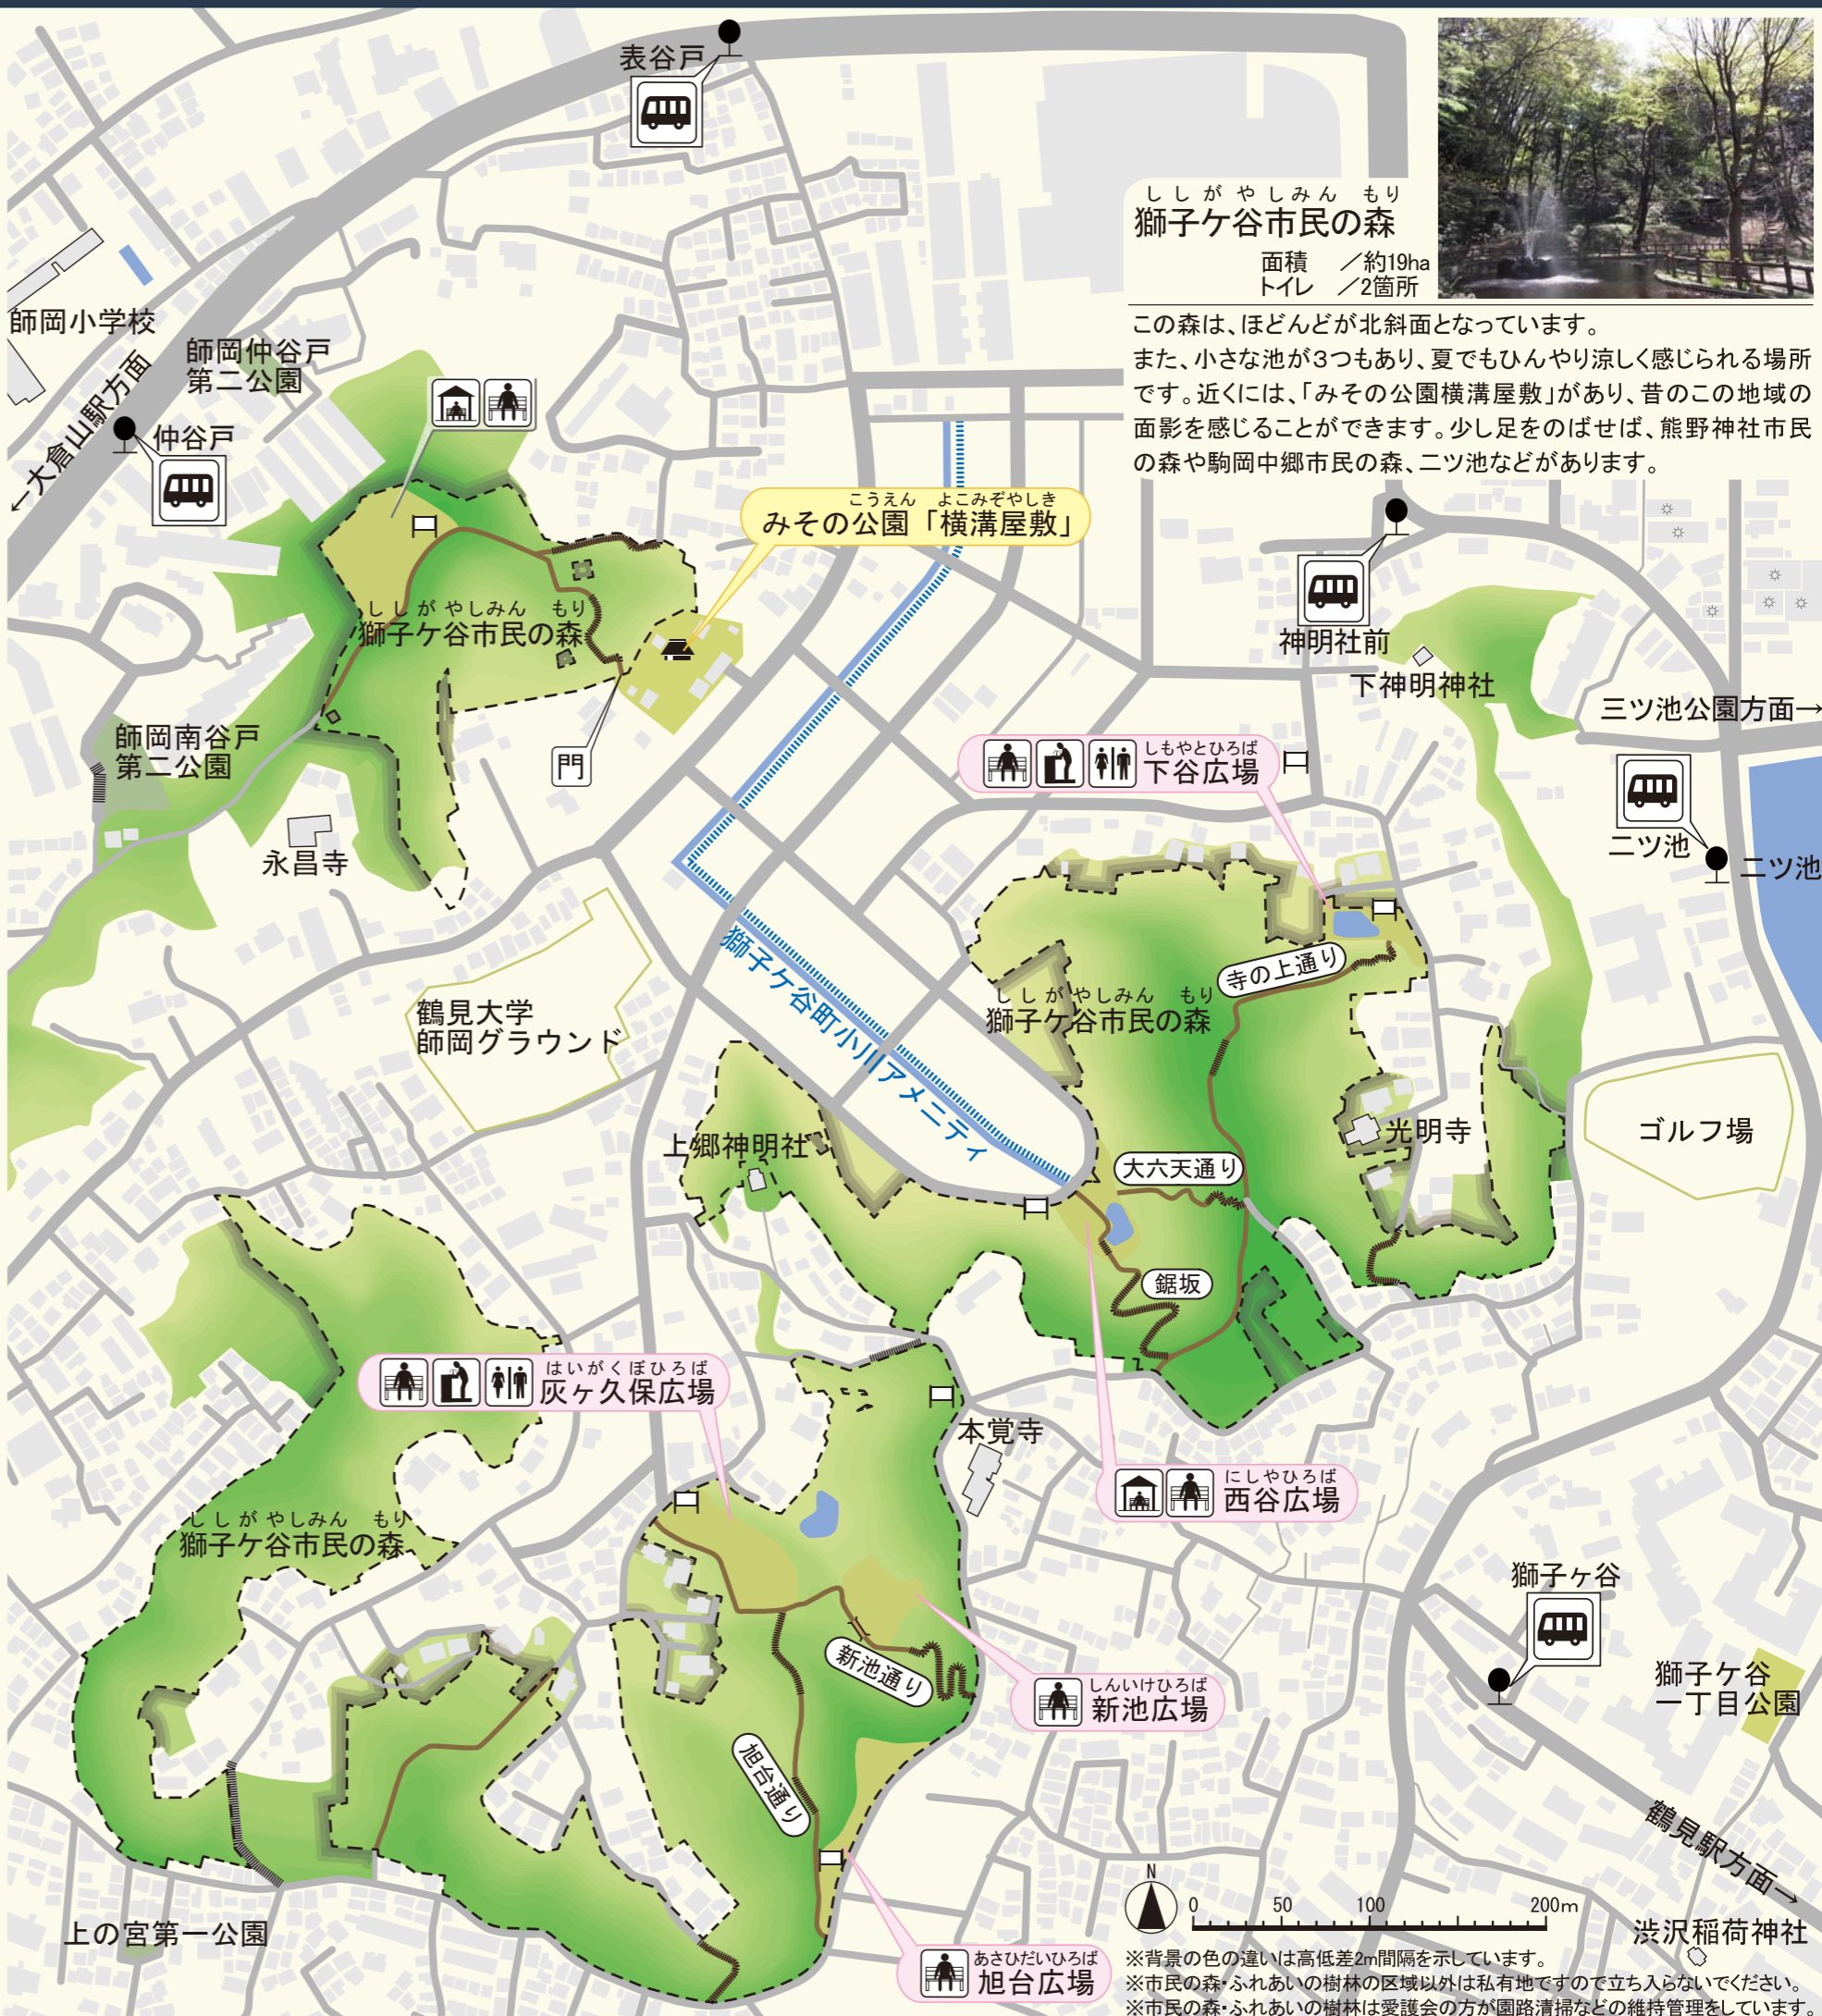 表谷戸
ししがやしみん もり
獅子ケ谷市民の森
面積 ／約19ha
トイレ ／2箇所
この森は、ほどんどが北斜面となっています。
また、小さな池が3つもあり、夏でもひんやり涼しく感じられる場所
です。近くには、「みその公園横溝屋敷」があり、昔のこの地域の
面影を感じることができます。少し足をのばせば、熊野神社市民
の森や駒岡中郷市民の森、二ツ池などがあります。
師岡小学校
師岡仲谷戸
第二公園
←大倉山駅方面
仲谷戸
こうえん よこみぞやしき
みその公園「横溝屋敷」
ししがやしみん もり
獅子ケ谷市民の森
神明社前
下神明神社
三ツ池公園方面→
師岡南谷戸
第二公園
門
しもやとひろば
下谷広場
永昌寺
二ツ池
二ツ池
寺の上通り
獅子ケ谷町小川アメニティ
ししがやしみん もり
獅子ケ谷市民の森
鶴見大学
師岡グラウンド
上郷神明社
光明寺
ゴルフ場
大六天通り
鋸坂
はいがくぼひろば
灰ヶ久保広場
本覚寺
にしやひろば
西谷広場
ししがやしみん もり
獅子ケ谷市民の森
獅子ヶ谷
新池通り
しんいけひろば
新池広場
獅子ケ谷
一丁目公園
旭台通り
鶴見駅方面→
上の宮第一公園
あさひだいひろば
旭台広場
N
0 50 100 200m
渋沢稲荷神社
※背景の色の違いは高低差2m間隔を示しています。
※市民の森・ふれあいの樹林の区域以外は私有地ですので立ち入らないでください。
※市民の森・ふれあいの樹林は愛護会の方が園路清掃などの維持管理をしています。